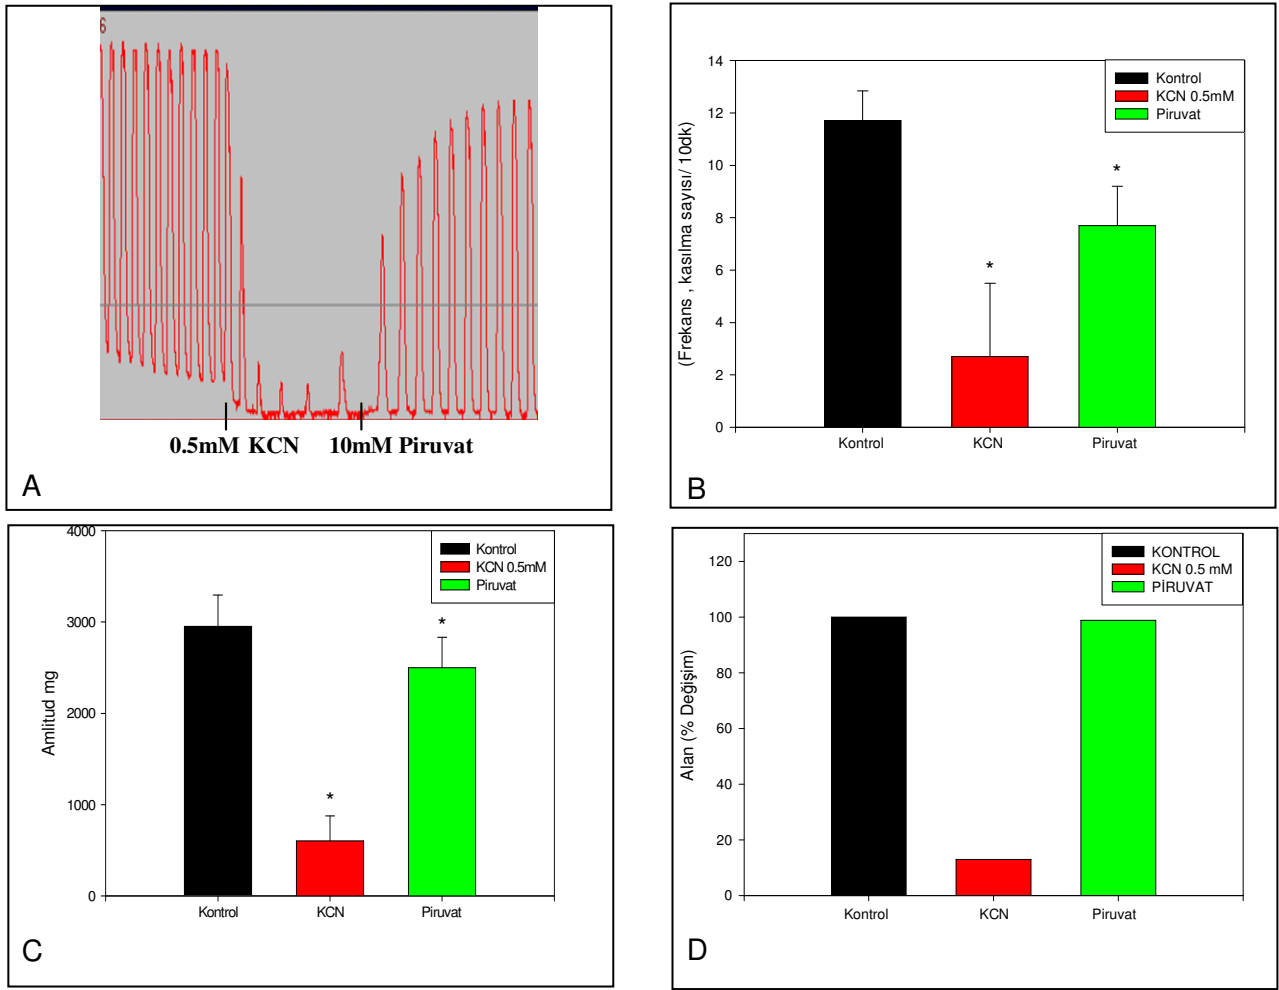 6
0.5mM KCN 10mM Piruvat
A
14
12
10
8
6
4
2
0
(Frekans , kasılma sayısı/ 10dk)
Kontrol
KCN 0.5mM
Piruvat
*
*
Kontrol KCN Piruvat
B
4000
3000
2000
1000
0
Amlitud mg
Kontrol
KCN 0.5mM
Piruvat
*
*
Kontrol KCN Piruvat
C
120
100
80
60
40
20
0
Alan (% Değişim)
KONTROL
KCN 0.5 mM
PİRUVAT
Kontrol KCN Piruvat
D